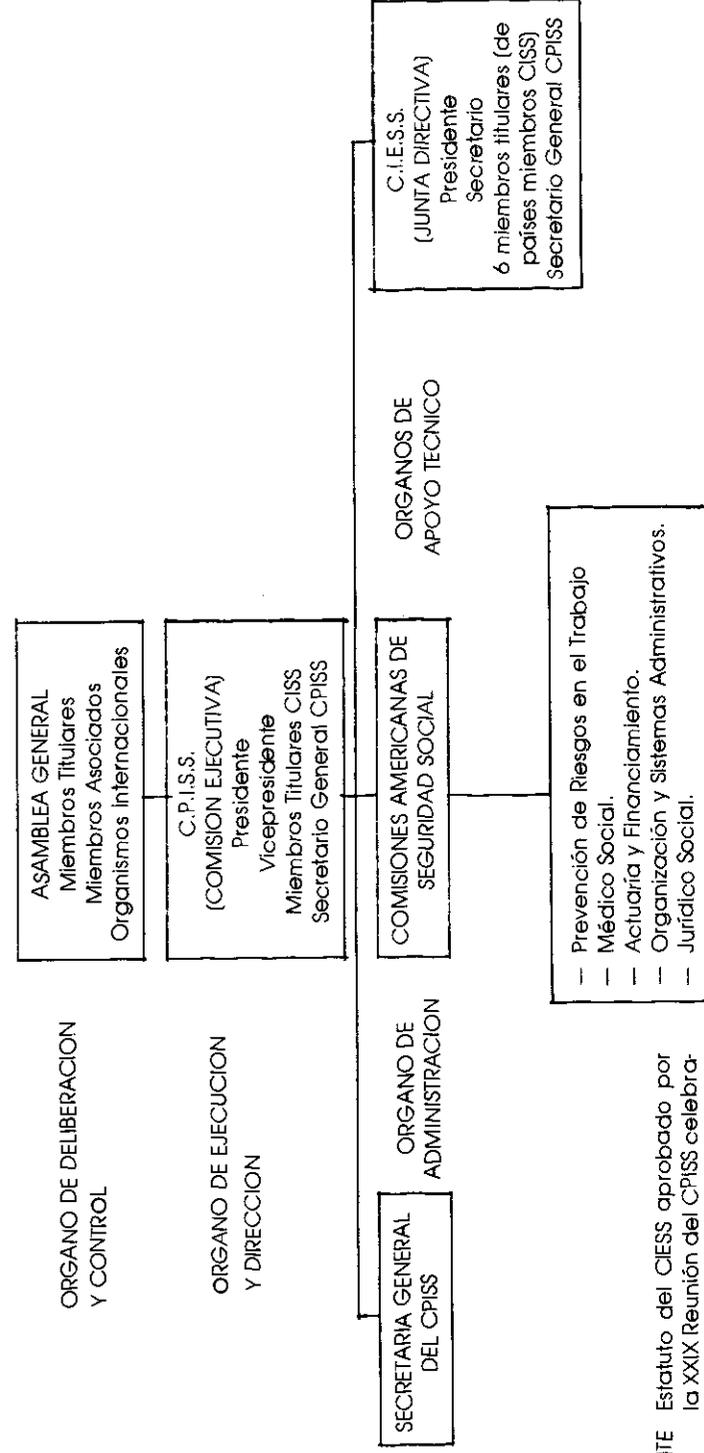 ORGANO DE DELIBERACION
Y CONTROL
ASAMBLEA GENERAL
Miembros Titulares
Miembros Asociados
Organismos internacionales
ORGANO DE EJECUCION
Y DIRECCION
C.P.I.S.S.
(COMISION EJECUTIVA)
Presidente
Vicepresidente
Miembros Titulares CISS
Secretario General CPISS
SECRETARIA GENERAL
DEL CPISS
ORGANO DE
ADMINISTRACION
COMISIONES AMERICANAS DE
SEGURIDAD SOCIAL
ORGANOS DE
APOYO TECNICO
C.I.E.S.S.
(JUNTA DIRECTIVA)
Presidente
Secretario
6 miembros titulares (de
países miembros CISS)
Secretario General CPISS
— Prevención de Riesgos en el Trabajo
— Médico Social.
— Actuaría y Financiamiento.
— Organización y Sistemas Administrativos.
— Jurídico Social.
Estatuto del CIESS aprobado por
la XXIX Reunión del CPISS celebra-